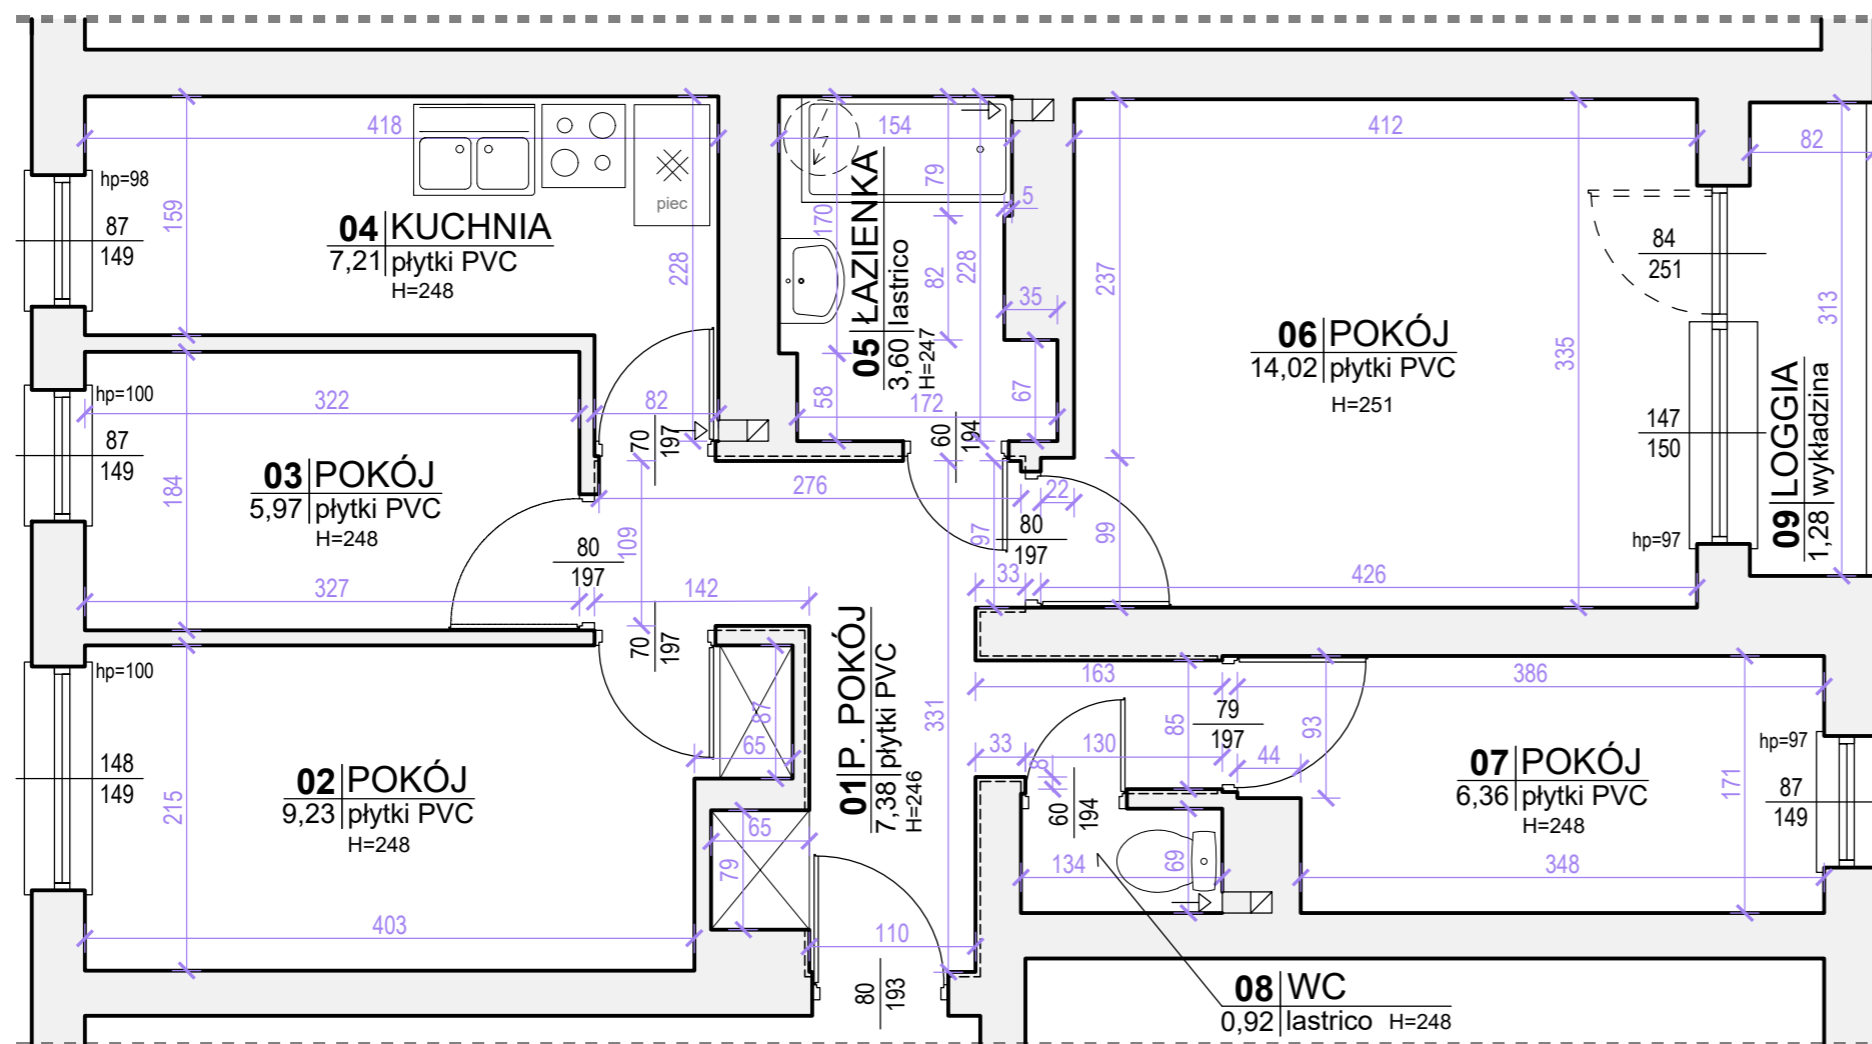 418
159
228
hp=98
87
149
04 KUCHNIA
7,21 płytki PVC
H=248
piec
154
79
170
5
82
228
35
58
172
67
05 ŁAZIENKA
3,60 lastrico
H=247
412
237
335
82
313
84
251
06 POKÓJ
14,02 płytki PVC
H=251
147
150
hp=97
09 LOGGIA
1,28 wykładzina
hp=100
87
149
322
82
70
197
60
194
03 POKÓJ
5,97 płytki PVC
H=248
184
276
22
80
197
97
99
80
197
109
33
327
142
426
70
197
hp=100
148
149
215
02 POKÓJ
9,23 płytki PVC
H=248
87
65
65
79
403
01 P. POKÓJ
7,38 płytki PVC
H=246
331
110
80
193
163
386
85
79
197
93
33
130
8
44
60
194
134
69
07 POKÓJ
6,36 płytki PVC
H=248
171
hp=97
87
149
348
08 WC
0,92 lastrico H=248